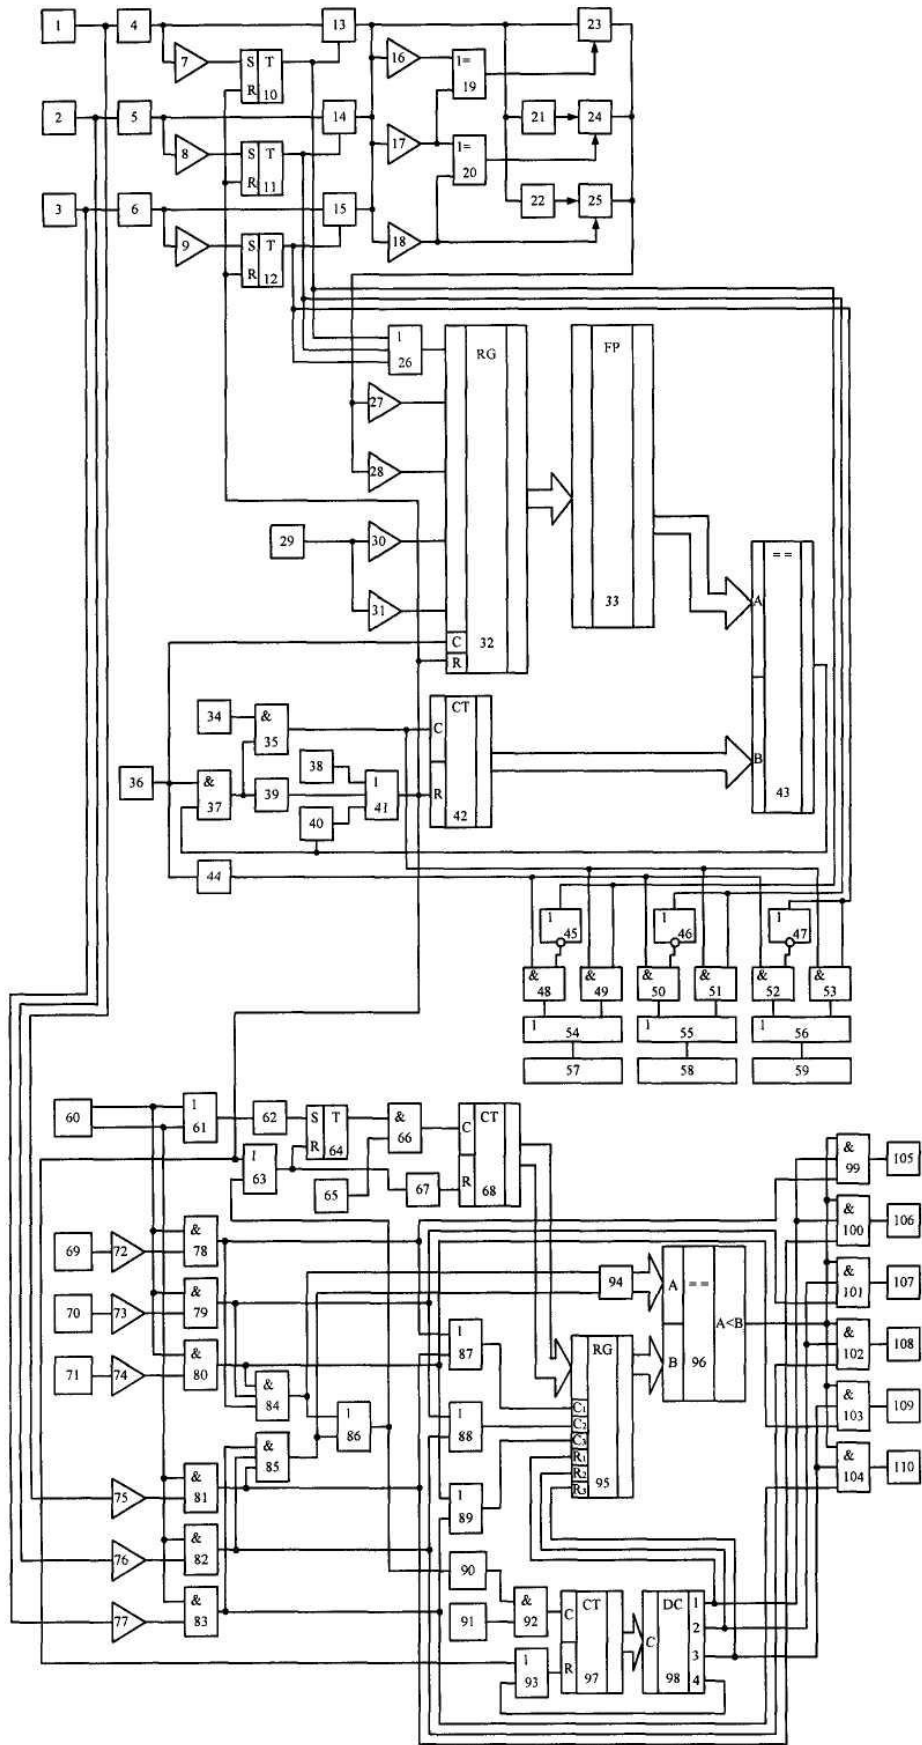 1 4 13 23
7 S T 16 1=
R 10 19
2 5 14 21 24
8 S T 17 1=
R 11 20
3 6 15 22 25
9 S T 18
R 12
1 RG FP
26
27
28
29 30 = =
31 33 A
C 32
R
34 & CT
35 C
38 B
36 & 39 1 43
37 41 R 42
40
44
1 45 1 46 1 47
& 48 & 49 & 50 & 51 & 52 & 53
1 54 1 55 1 56
57 58 59
60 1 61 62 S T & 66 C CT & 99 105
R 64
1 63 65 67 R 68 & 100 106
69 72 & 78 A = = & 101 107
70 73 & 79 94 A<B
1 87 RG B 96 & 102 108
71 74 & 80
& 84 C1 & 103 109
1 86 1 88 C2
& 85 C3
R1 & 104 110
75 & 81 R2 95
1 89 R3
76 & 82 90
& 92 C CT DC 1
77 & 83 91 2
C 3
1 93 R 97 98 4